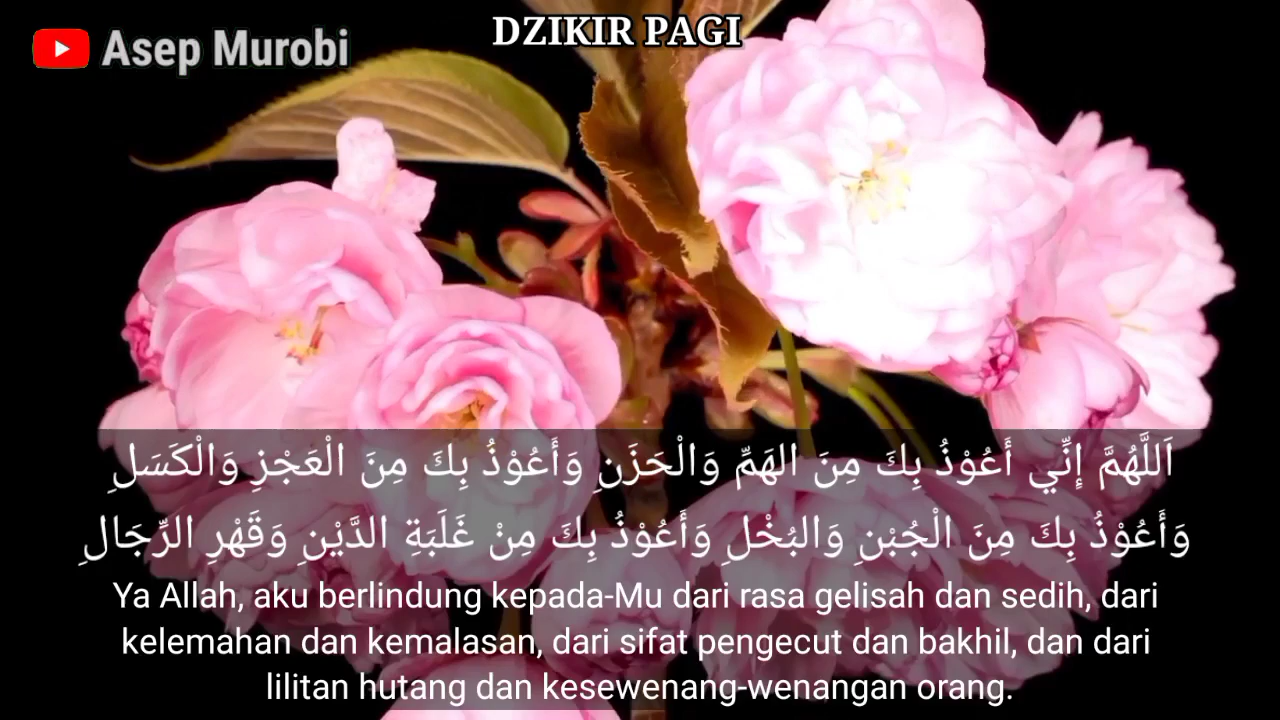 DZIKIR PAGI
Asep Murobi
اَللَّهُمَّ إِنِّي أَعُوْذُ بِكَ مِنَ الهَمِّ وَالْحَزَنِ وَأَعُوْذُ بِكَ مِنَ الْعَجْزِ وَالْكَسَلِ
وَأَعُوْذُ بِكَ مِنَ الْجُبْنِ وَالبُخْلِ وَأَعُوْذُ بِكَ مِنْ غَلَبَةِ الدَّيْنِ وَقَهْرِ الرِّجَالِ
Ya Allah, aku berlindung kepada-Mu dari rasa gelisah dan sedih, dari
kelemahan dan kemalasan, dari sifat pengecut dan bakhil, dan dari
lilitan hutang dan kesewenang-wenangan orang.